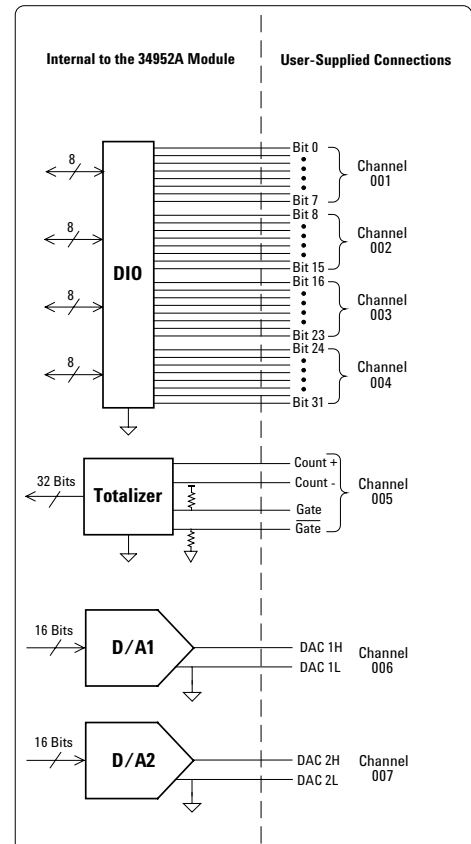 Internal to the 34952A Module
User-Supplied Connections
8
8
8
8
DIO
Bit 0
Bit 7
Channel
001
Bit 8
Bit 15
Channel
002
Bit 16
Bit 23
Channel
003
Bit 24
Bit 31
Channel
004
32 Bits
Totalizer
Count +
Count -
Gate
Gate
Channel
005
16 Bits
D/A1
DAC 1H
DAC 1L
Channel
006
16 Bits
D/A2
DAC 2H
DAC 2L
Channel
007